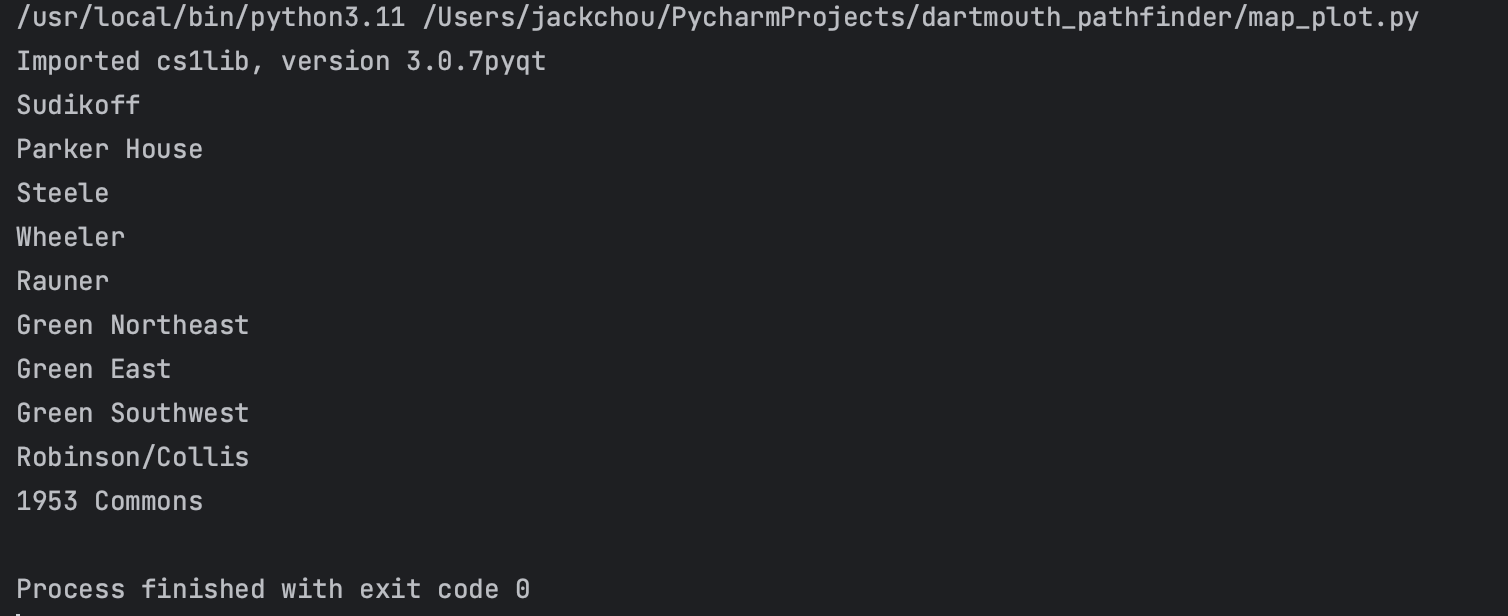 /usr/local/bin/python3.11 /Users/jackchou/PycharmProjects/dartmouth_pathfinder/map_plot.py
Imported cs1lib, version 3.0.7pyqt
Sudikoff
Parker House
Steele
Wheeler
Rauner
Green Northeast
Green East
Green Southwest
Robinson/Collis
1953 Commons
Process finished with exit code 0